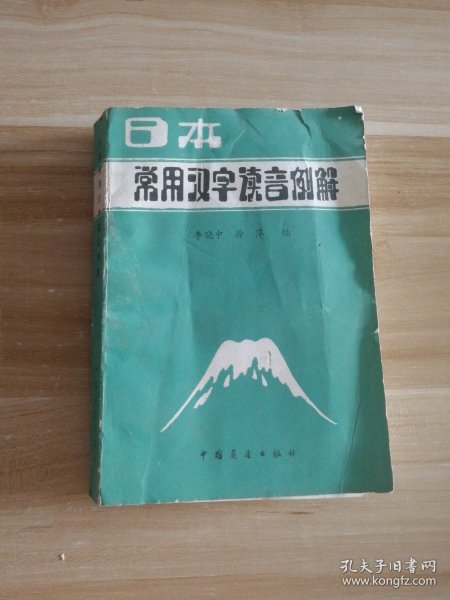 日本
常用汉字读音例解
李晓中 徐萍 编
中国展望出版社
孔夫子旧书网
www.kongfz.com